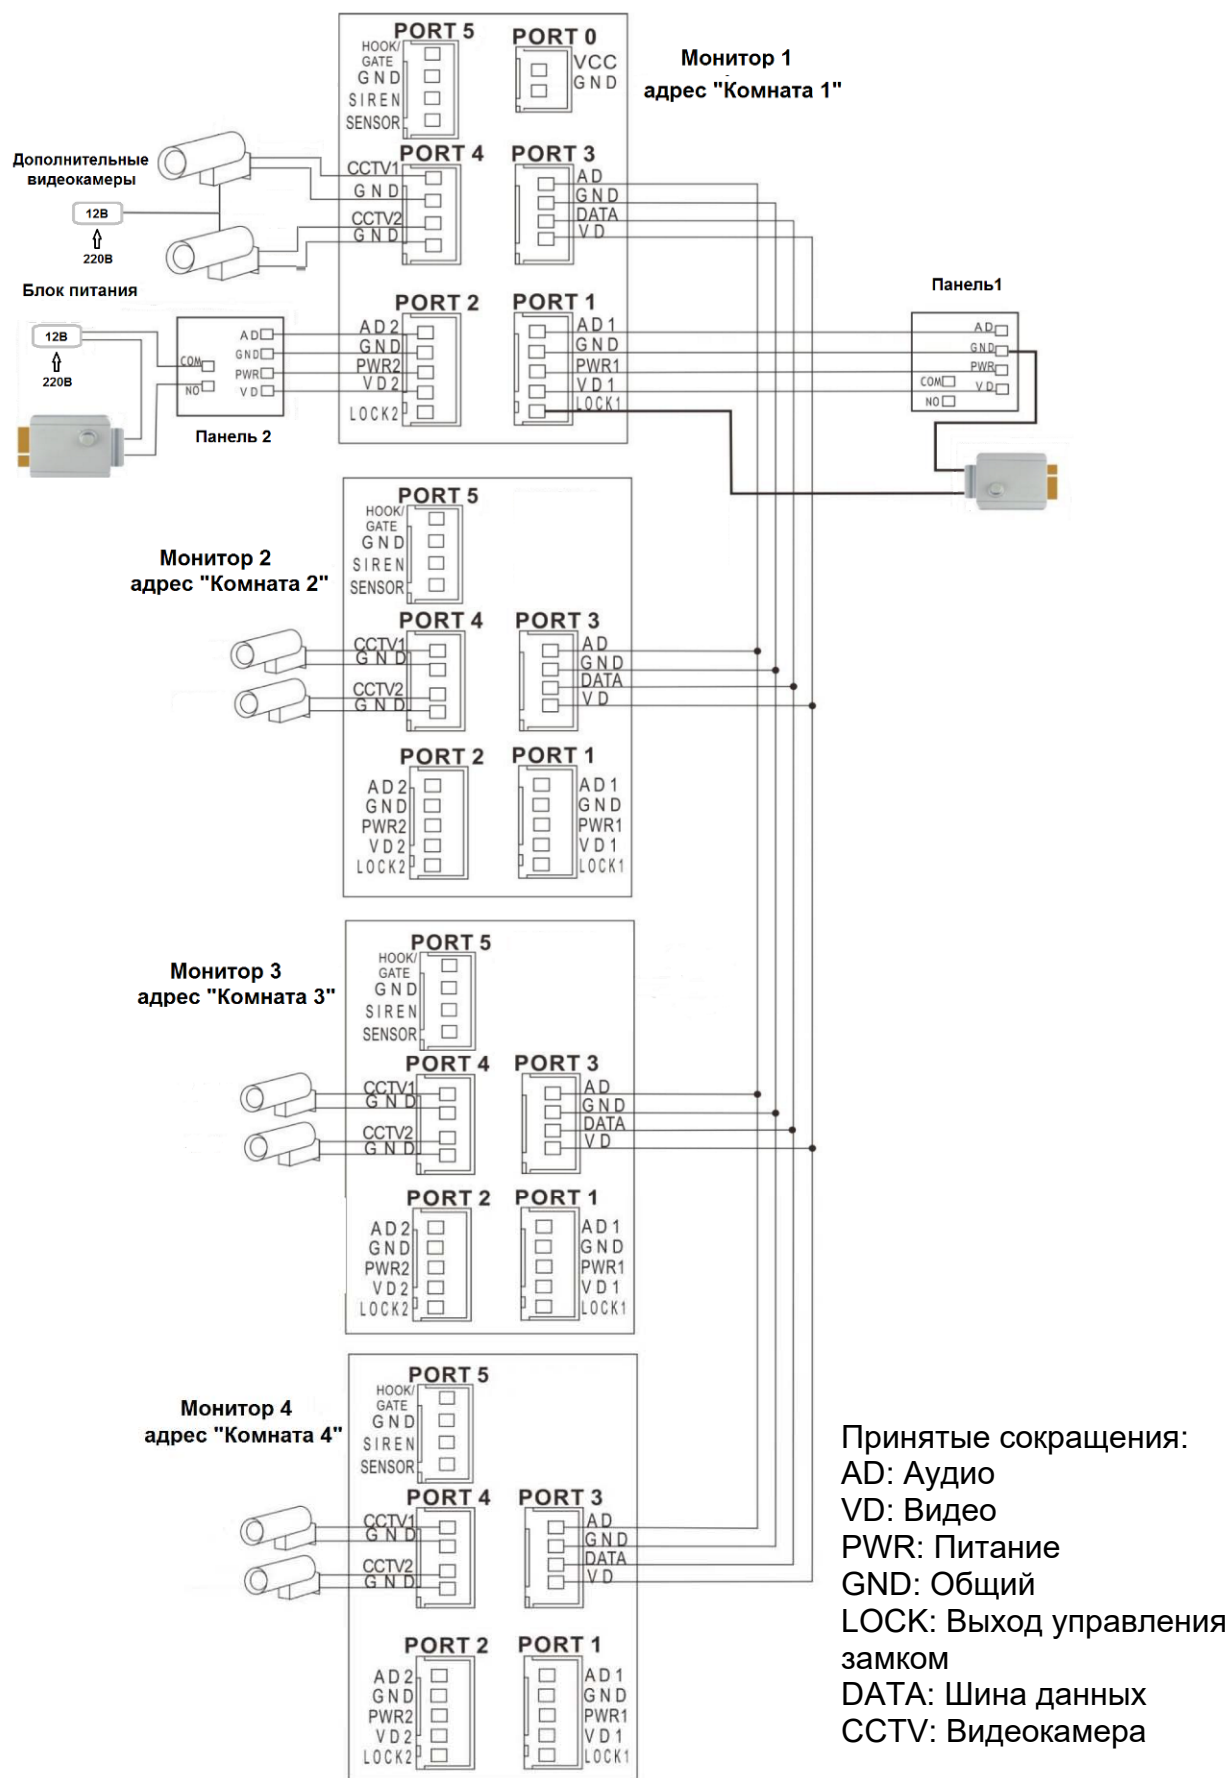 PORT 5
HOOK/
GATE
GND
SIREN
SENSOR
PORT 0
VCC
GND
Монитор 1
адрес "Комната 1"
Дополнительные
видеокамеры
12В
220В
PORT 4
CCTV1
GND
CCTV2
GND
PORT 3
AD
GND
DATA
VD
Блок питания
12В
220В
COM
NO
AD
GND
PWR
VD
Панель 2
PORT 2
AD2
GND
PWR2
VD2
LOCK2
PORT 1
AD1
GND
PWR1
VD1
LOCK1
Панель1
AD
GND
PWR
COM
VD
NO
Монитор 2
адрес "Комната 2"
PORT 5
HOOK/
GATE
GND
SIREN
SENSOR
PORT 4
CCTV1
GND
CCTV2
GND
PORT 3
AD
GND
DATA
VD
PORT 2
AD2
GND
PWR2
VD2
LOCK2
PORT 1
AD1
GND
PWR1
VD1
LOCK1
Монитор 3
адрес "Комната 3"
PORT 5
HOOK/
GATE
GND
SIREN
SENSOR
PORT 4
CCTV1
GND
CCTV2
GND
PORT 3
AD
GND
DATA
VD
PORT 2
AD2
GND
PWR2
VD2
LOCK2
PORT 1
AD1
GND
PWR1
VD1
LOCK1
Монитор 4
адрес "Комната 4"
PORT 5
HOOK/
GATE
GND
SIREN
SENSOR
PORT 4
CCTV1
GND
CCTV2
GND
PORT 3
AD
GND
DATA
VD
PORT 2
AD2
GND
PWR2
VD2
LOCK2
PORT 1
AD1
GND
PWR1
VD1
LOCK1
Принятые сокращения:
AD: Аудио
VD: Видео
PWR: Питание
GND: Общий
LOCK: Выход управления
замком
DATA: Шина данных
CCTV: Видеокамера